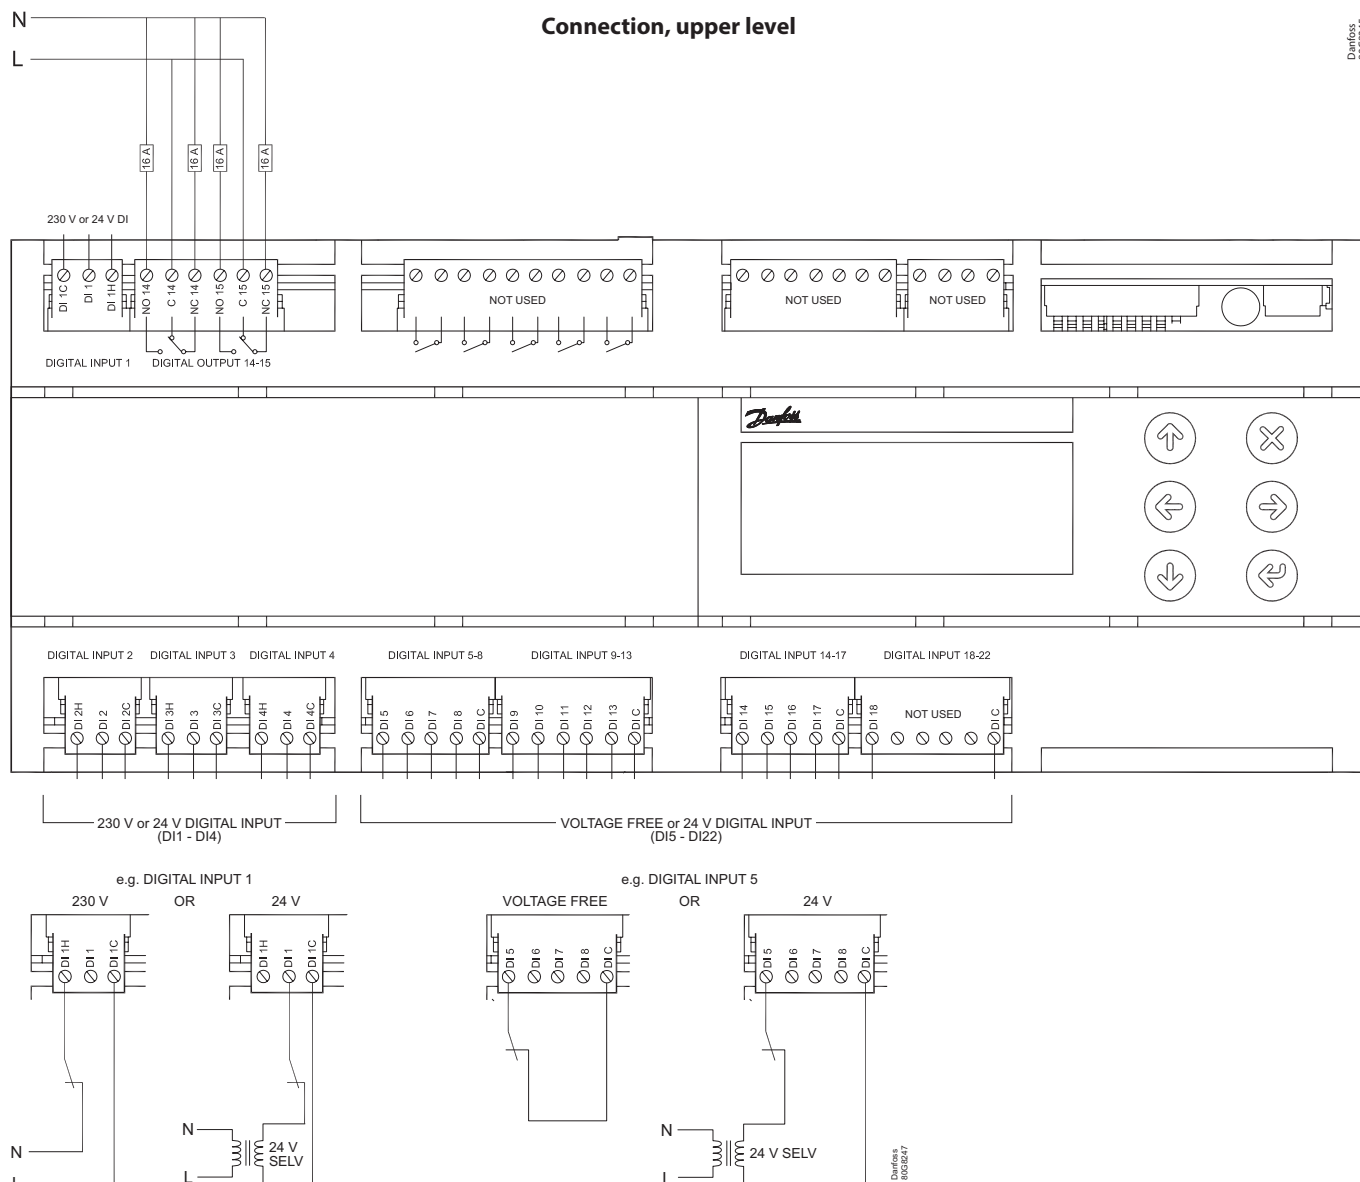 Connection, upper level
N
L
Danfoss
16 A
16 A
16 A
16 A
230 V or 24 V DI
DI 1C
DI 1
DI 1H
NO 14
C 14
NC 14
NO 15
C 15
NC 15
NOT USED
NOT USED
NOT USED
DIGITAL INPUT 1
DIGITAL OUTPUT 14-15
Danfoss
DIGITAL INPUT 2
DIGITAL INPUT 3
DIGITAL INPUT 4
DIGITAL INPUT 5-8
DIGITAL INPUT 9-13
DIGITAL INPUT 14-17
DIGITAL INPUT 18-22
DI 2H
DI 2
DI 2C
DI 3H
DI 3
DI 3C
DI 4H
DI 4
DI 4C
DI 5
DI 6
DI 7
DI 8
DI C
DI 9
DI 10
DI 11
DI 12
DI 13
DI C
DI 14
DI 15
DI 16
DI 17
DI C
DI 18
NOT USED
DI C
230 V or 24 V DIGITAL INPUT
(DI1 - DI4)
VOLTAGE FREE or 24 V DIGITAL INPUT
(DI5 - DI22)
e.g. DIGITAL INPUT 1
230 V
OR
24 V
e.g. DIGITAL INPUT 5
VOLTAGE FREE
OR
24 V
DI 1H
DI 1
DI 1C
DI 1H
DI 1
DI 1C
DI 5
DI 6
DI 7
DI 8
DI C
DI 5
DI 6
DI 7
DI 8
DI C
N
N
24 V
SELV
L
N
24 V SELV
Danfoss
80G8247